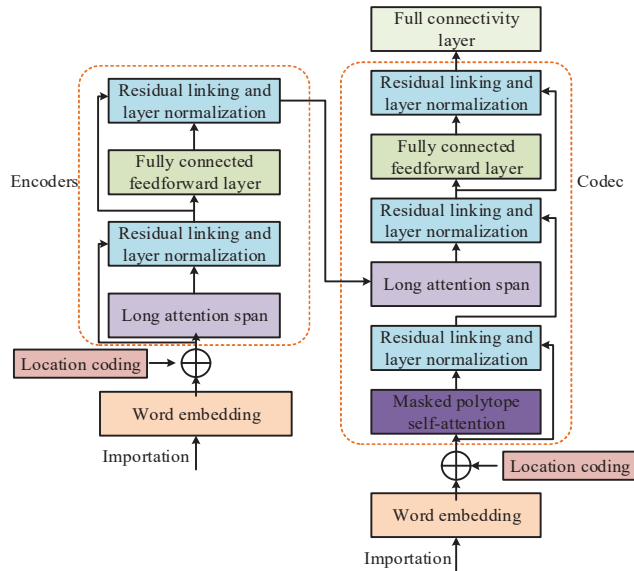 Encoders
Residual linking and
layer normalization
Fully connected
feedforward layer
Residual linking and
layer normalization
Long attention span
Location coding
Word embedding
Importation
Full connectivity
layer
Residual linking and
layer normalization
Fully connected
feedforward layer
Codec
Residual linking and
layer normalization
Long attention span
Residual linking and
layer normalization
Masked polytope
self-attention
Location coding
Word embedding
Importation